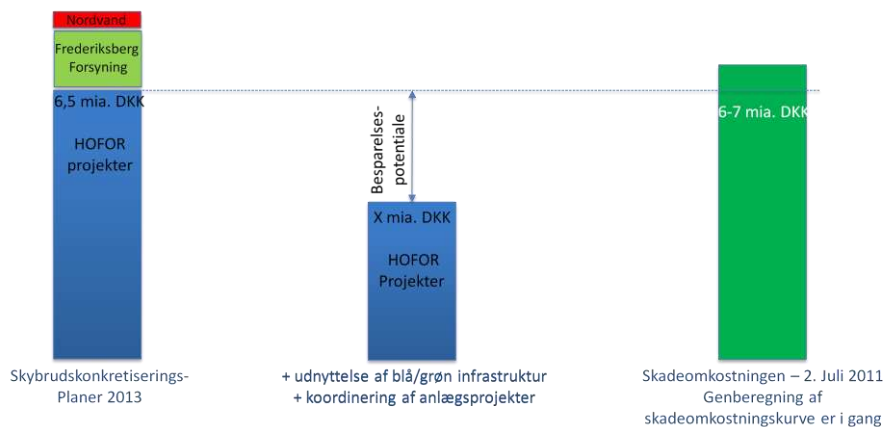 Nordvand
Frederiksberg
Forsyning
6,5 mia. DKK
HOFOR
projekter
Besparelses-
potentiale
X mia. DKK
HOFOR
Projekter
6-7 mia. DKK
Skybrudskonkretiserings-
Planer 2013
+ udnyttelse af blå/grøn infrastruktur
+ koordinering af anlægsprojekter
Skadeomkostningen – 2. Juli 2011
Genberegning af
skadeomkostningskurve er i gang